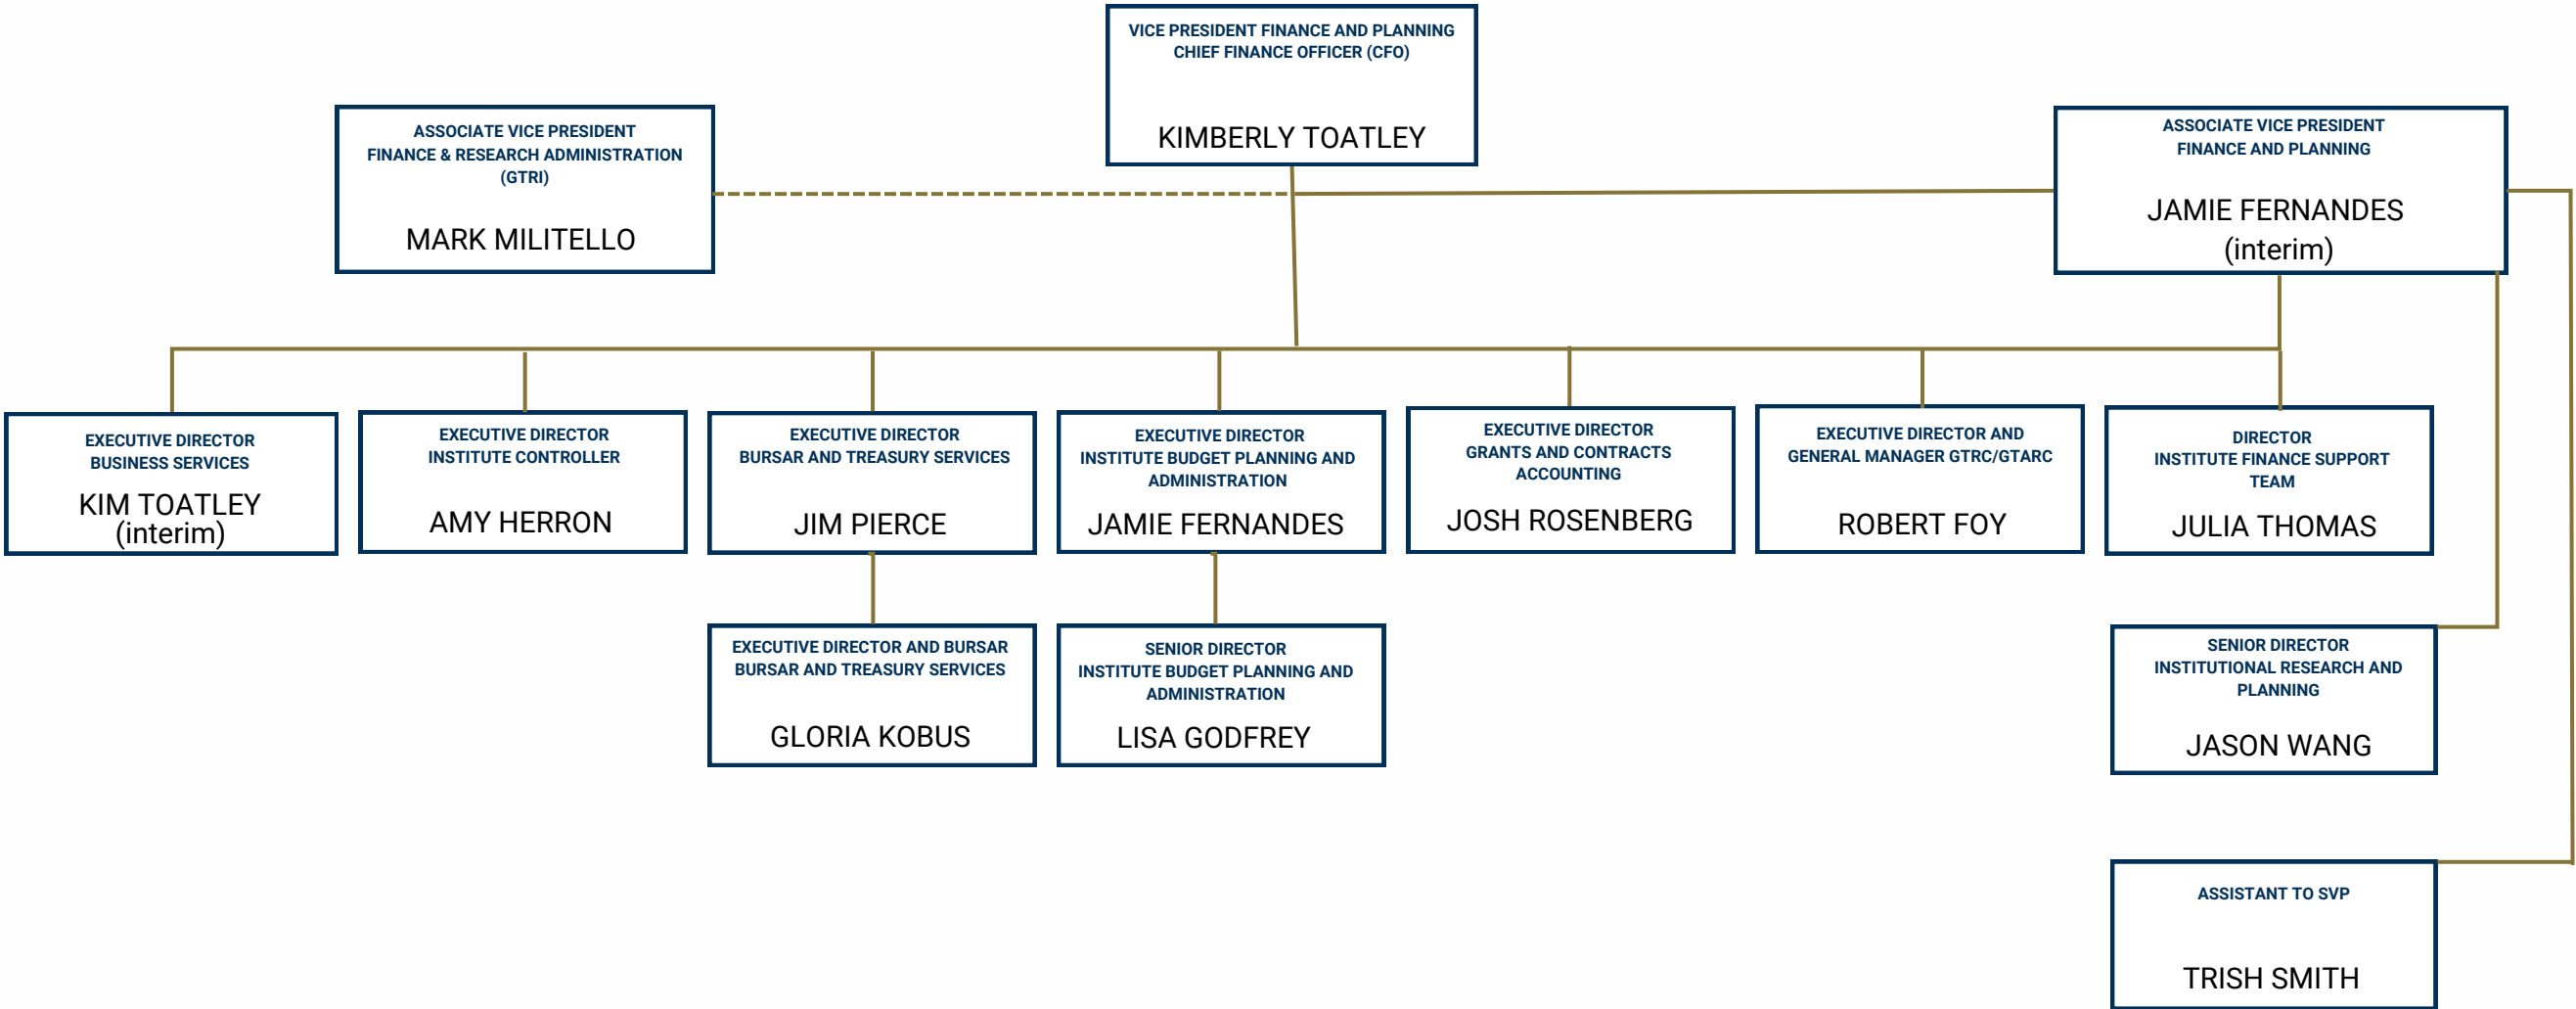 VICE PRESIDENT FINANCE AND PLANNING
CHIEF FINANCE OFFICER (CFO)
KIMBERLY TOATLEY
ASSOCIATE VICE PRESIDENT
FINANCE & RESEARCH ADMINISTRATION
(GTRI)
MARK MILITELLO
ASSOCIATE VICE PRESIDENT
FINANCE AND PLANNING
JAMIE FERNANDES
(interim)
EXECUTIVE DIRECTOR
BUSINESS SERVICES
KIM TOATLEY
(interim)
EXECUTIVE DIRECTOR
INSTITUTE CONTROLLER
AMY HERRON
EXECUTIVE DIRECTOR
BURSAR AND TREASURY SERVICES
JIM PIERCE
EXECUTIVE DIRECTOR
INSTITUTE BUDGET PLANNING AND
ADMINISTRATION
JAMIE FERNANDES
EXECUTIVE DIRECTOR
GRANTS AND CONTRACTS
ACCOUNTING
JOSH ROSENBERG
EXECUTIVE DIRECTOR AND
GENERAL MANAGER GTRC/GTARC
ROBERT FOY
DIRECTOR
INSTITUTE FINANCE SUPPORT
TEAM
JULIA THOMAS
EXECUTIVE DIRECTOR AND BURSAR
BURSAR AND TREASURY SERVICES
GLORIA KOBUS
SENIOR DIRECTOR
INSTITUTE BUDGET PLANNING AND
ADMINISTRATION
LISA GODFREY
SENIOR DIRECTOR
INSTITUTIONAL RESEARCH AND
PLANNING
JASON WANG
ASSISTANT TO SVP
TRISH SMITH